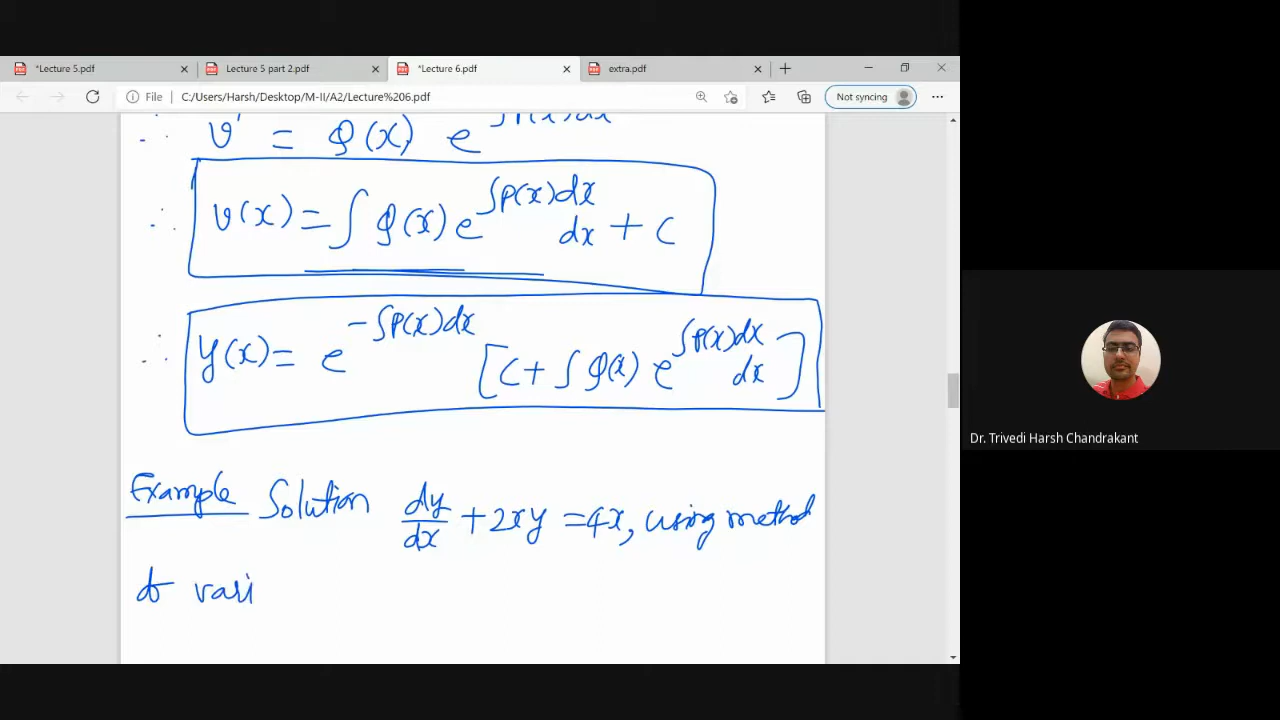 *Lecture 5.pdf
Lecture 5 part 2.pdf
*Lecture 6.pdf
extra.pdf
File
C:/Users/Harsh/Desktop/M-II/A2/Lecture%206.pdf
Not syncing
∴ v' = Q(x) e^{∫P(x)dx}
∴ v(x) = ∫ Q(x) e^{∫P(x)dx} dx + C
∴ y(x) = e^{-∫P(x)dx} [C + ∫ Q(x) e^{∫P(x)dx} dx]
Example Solution dy/dx + 2xy = 4x, using method
of vari
Dr. Trivedi Harsh Chandrakant